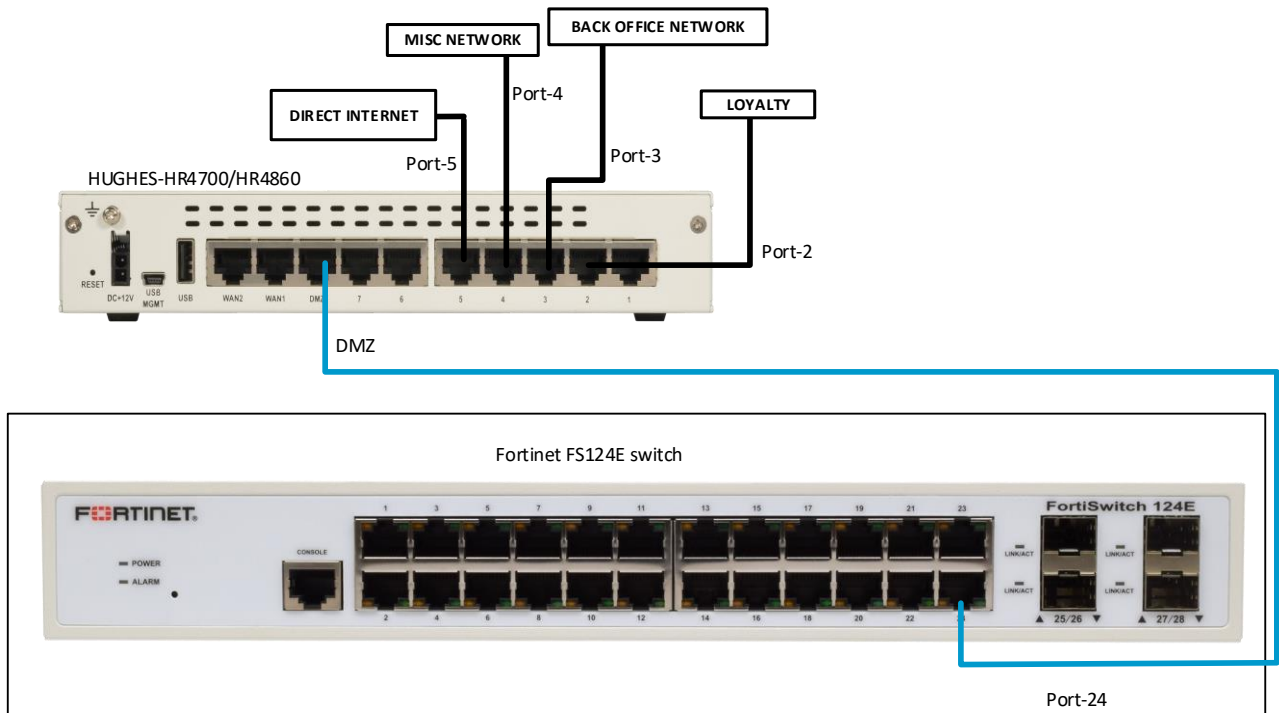 MISC NETWORK
BACK OFFICE NETWORK
Port-4
DIRECT INTERNET
LOYALTY
Port-5
Port-3
HUGHES-HR4700/HR4860
Port-2
RESET
DC+12V
USB MGMT
USB
WAN2
WAN1
DMZ
7
6
5
4
3
2
1
DMZ
Fortinet FS124E switch
FORTINET.
1
3
5
7
9
11
13
15
17
19
21
23
FortiSwitch 124E
CONSOLE
POWER
ALARM
LINK/ACT
LINK/ACT
LINK/ACT
LINK/ACT
2
4
6
8
10
12
14
16
18
20
22
24
▲ 25/26 ▼
▲ 27/28 ▼
Port-24